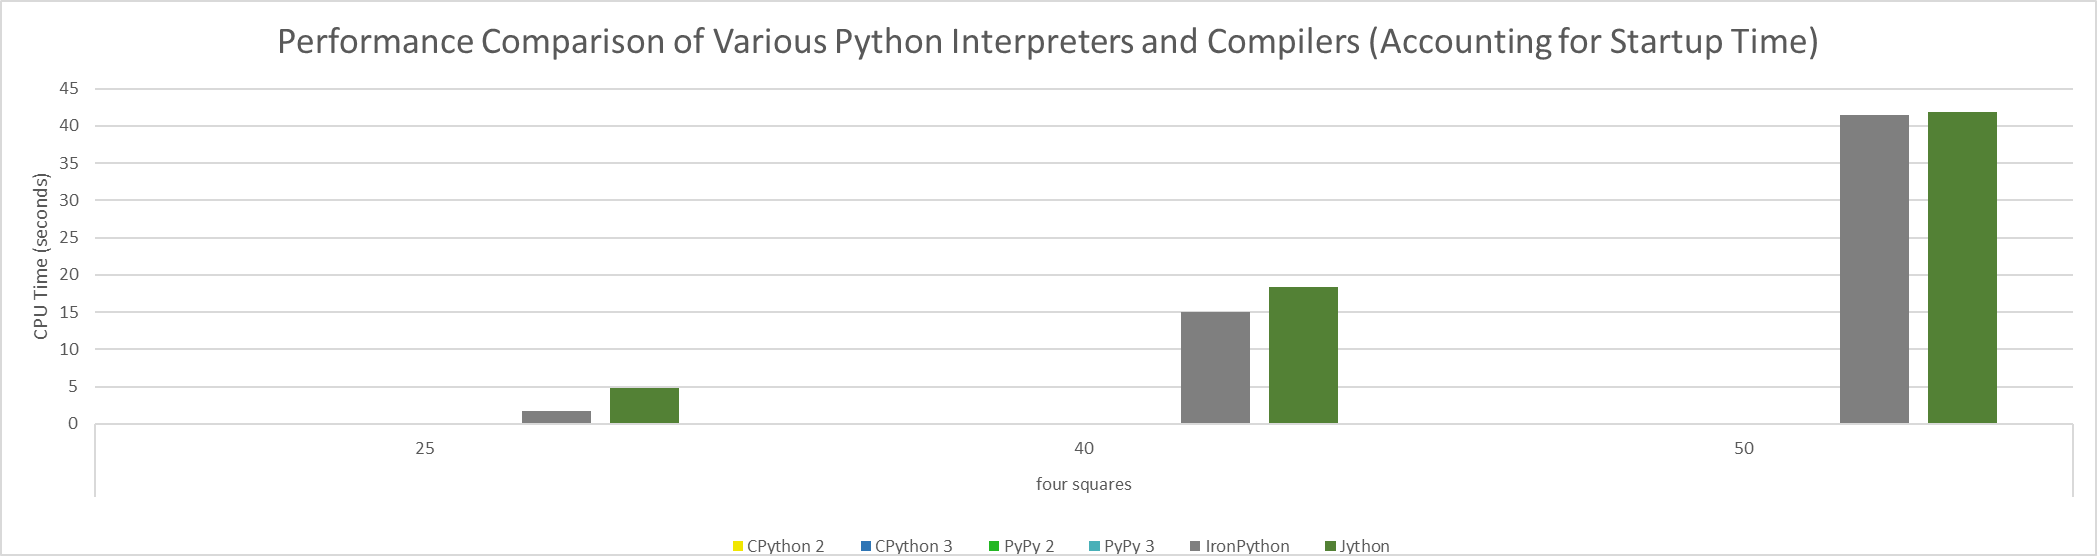 Performance Comparison of Various Python Interpreters and Compilers (Accounting for Startup Time)
CPU Time (seconds)
45
40
35
30
25
20
15
10
5
0
25 40 50
four squares
CPython 2 CPython 3 PyPy 2 PyPy 3 IronPython Jython